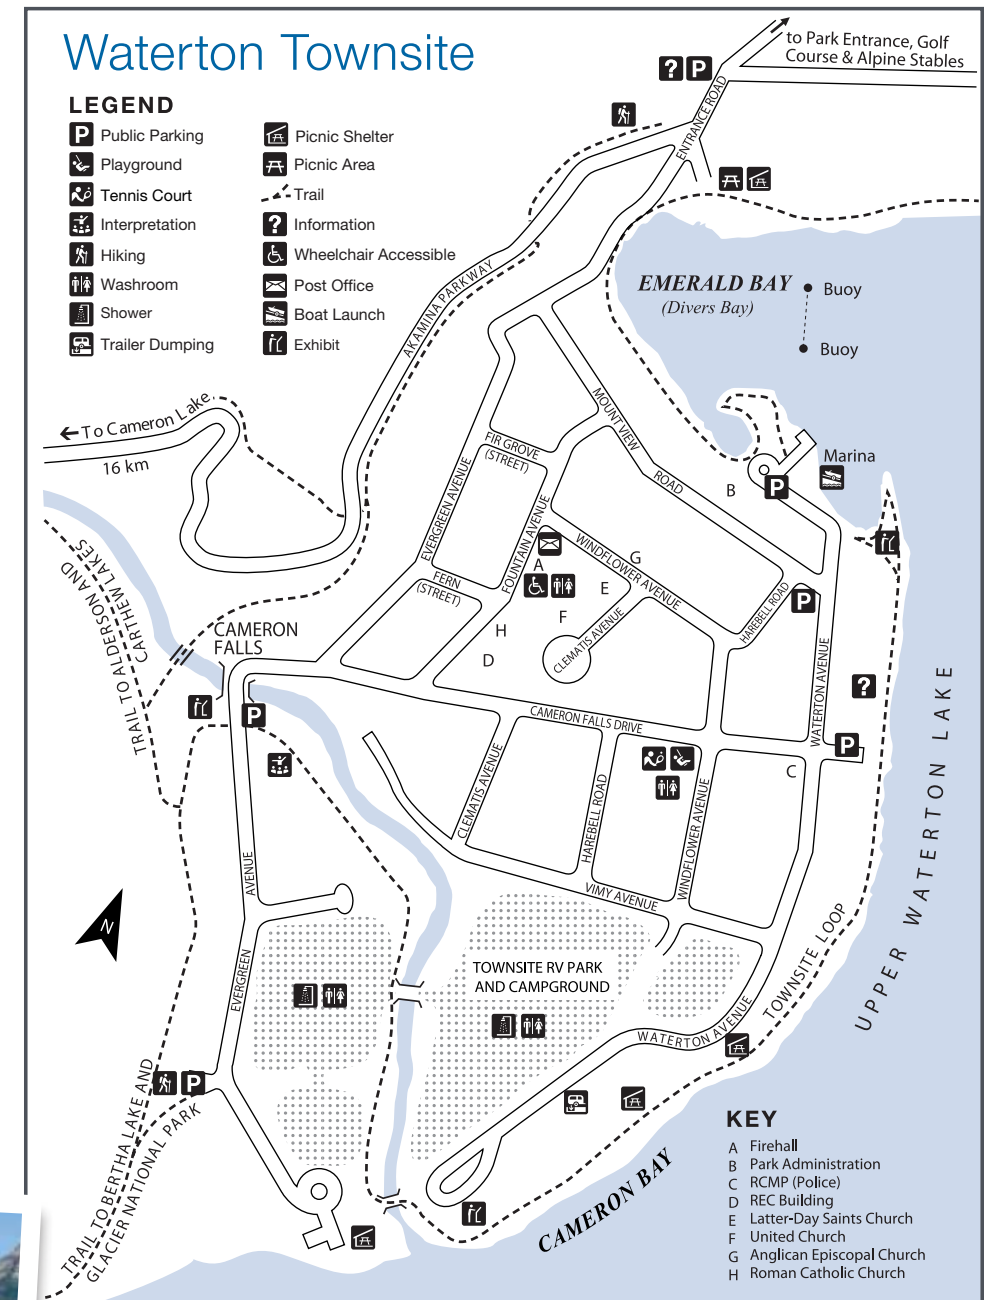 Waterton Townsite
to Park Entrance, Golf
Course & Alpine Stables
LEGEND
P Public Parking
Playground
Tennis Court
Interpretation
Hiking
Washroom
Shower
Trailer Dumping
Picnic Shelter
Picnic Area
Trail
? Information
Wheelchair Accessible
Post Office
Boat Launch
Exhibit
? P
ENTRANCE ROAD
EMERALD BAY
(Divers Bay)
Buoy
Buoy
AKAMINA PARKWAY
To Cameron Lake
16 km
MOUNT VIEW
ROAD
FIR GROVE
(STREET)
EVERGREEN AVENUE
FOUNTAIN AVENUE
FERN
(STREET)
Marina
B
P
WINDFLOWER AVENUE
HAREBELL ROAD
P
A
G
E
F
H
D
CLEMATIS AVENUE
TRAIL TO ALDERSON AND
CARTHEW LAKES
CAMERON
FALLS
P
CAMERON FALLS DRIVE
WATERTON AVENUE
?
P
C
CLEMATIS AVENUE
HAREBELL ROAD
WINDFLOWER AVENUE
VIMY AVENUE
UPPER WATERTON LAKE
N
EVERGREEN
AVENUE
TOWNSITE RV PARK
AND CAMPGROUND
WATERTON AVENUE
TOWNSITE LOOP
P
TRAIL TO BERTHA LAKE AND
GLACIER NATIONAL PARK
CAMERON BAY
KEY
A Firehall
B Park Administration
C RCMP (Police)
D REC Building
E Latter-Day Saints Church
F United Church
G Anglican Episcopal Church
H Roman Catholic Church